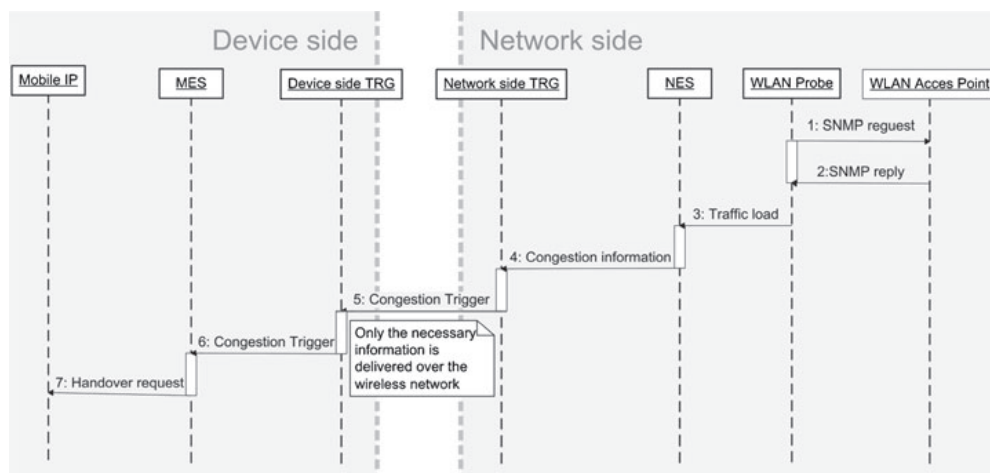 Device side
Network side
Mobile IP
MES
Device side TRG
Network side TRG
NES
WLAN Probe
WLAN Acces Point
1: SNMP reguest
2:SNMP reply
3: Traffic load
4: Congestion information
5: Congestion Trigger
6: Congestion Trigger
Only the necessary
information is
delivered over the
wireless network
7: Handover request